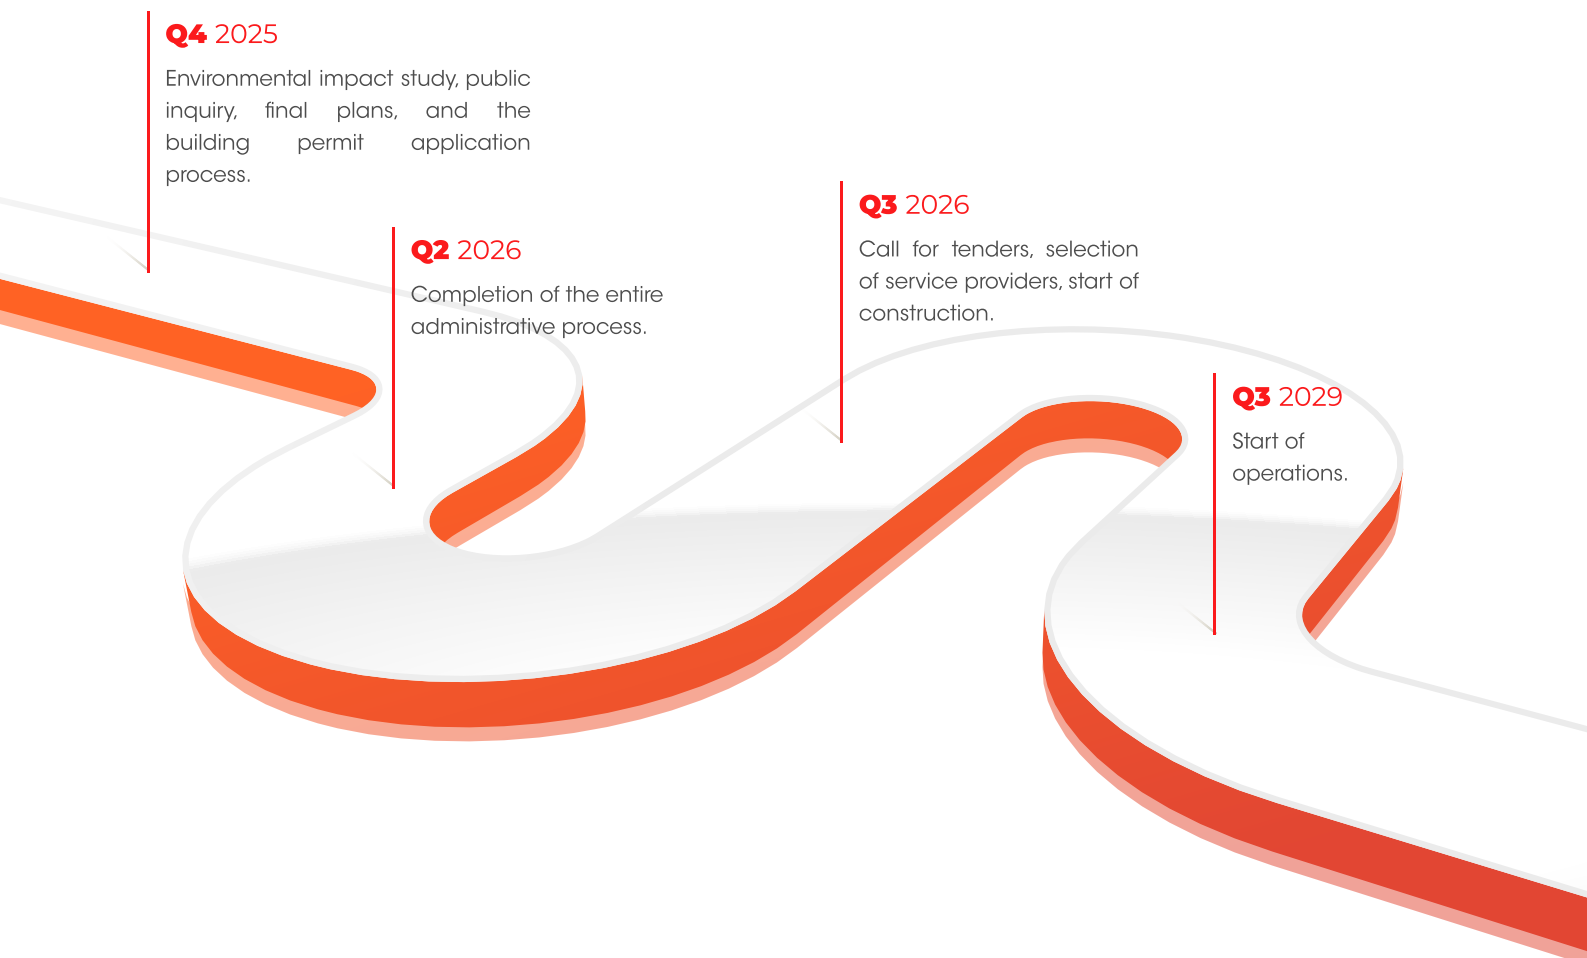 Q4 2025
Environmental impact study, public
inquiry, final plans, and the
building permit application
process.
Q2 2026
Completion of the entire
administrative process.
Q3 2026
Call for tenders, selection
of service providers, start of
construction.
Q3 2029
Start of
operations.